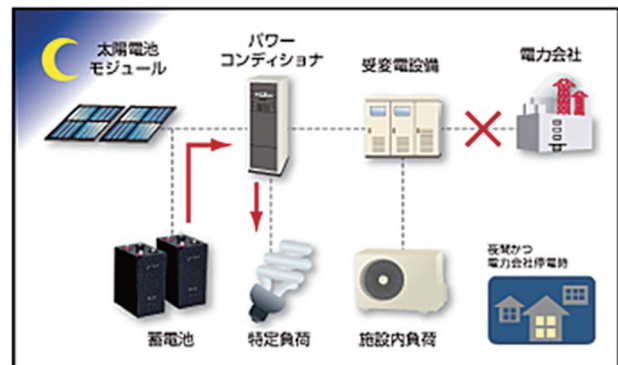 太陽電池
モジュール
パワー
コンディショナ
受変電設備
電力会社
蓄電池
特定負荷
施設内負荷
夜間かつ
電力会社停電時